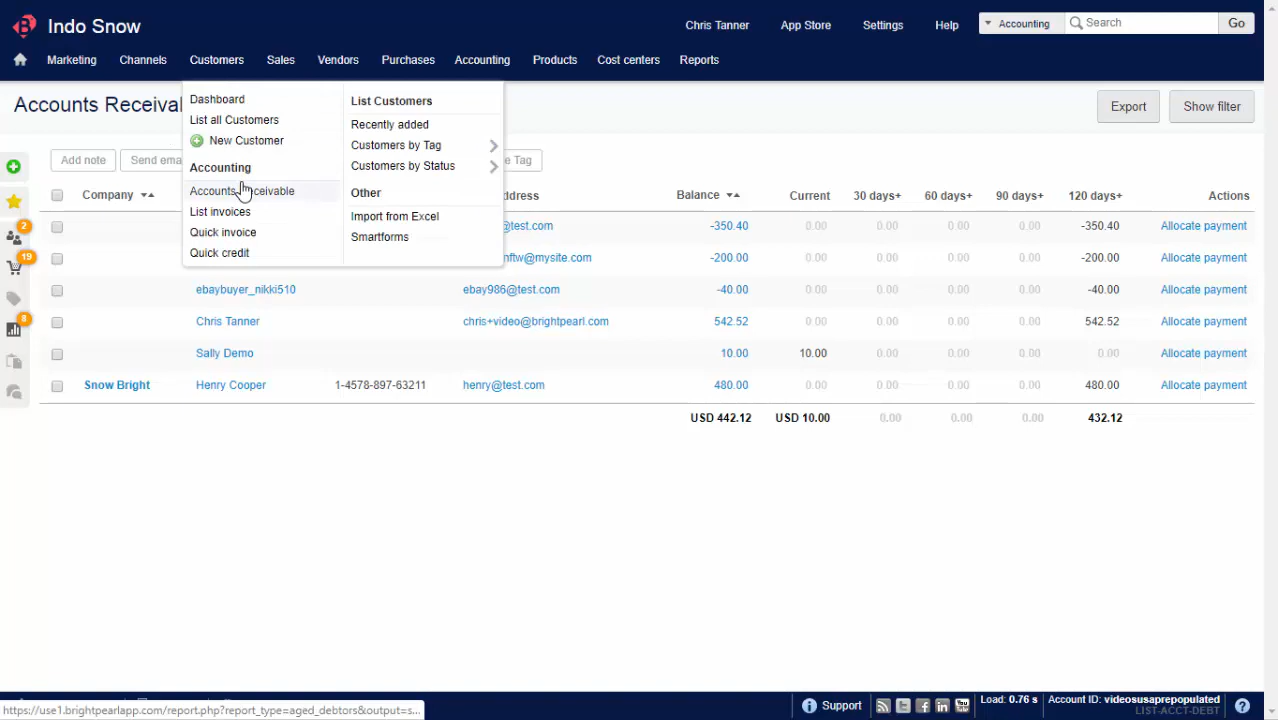 Indo Snow
Chris Tanner App Store Settings Help Accounting Search Go
Marketing Channels Customers Sales Vendors Purchases Accounting Products Cost centers Reports
Accounts Receiva
Export Show filter
Dashboard
List all Customers
New Customer
Accounting
Accounts
List invoices
Quick invoice
Quick credit
List Customers
Recently added
Customers by Tag
Customers by Status
Other
Import from Excel
Smartforms
Add note Send ema e Tag
Company ddress Balance Current 30 days+ 60 days+ 90 days+ 120 days+ Actions
@test.com -350.40 0.00 0.00 0.00 0.00 -350.40 Allocate payment
nftw@mysite.com -200.00 0.00 0.00 0.00 0.00 -200.00 Allocate payment
ebaybuyer_nikki510 ebay986@test.com -40.00 0.00 0.00 0.00 0.00 -40.00 Allocate payment
Chris Tanner chris+video@brightpearl.com 542.52 0.00 0.00 0.00 0.00 542.52 Allocate payment
Sally Demo 10.00 10.00 0.00 0.00 0.00 0.00 Allocate payment
Snow Bright Henry Cooper 1-4578-897-63211 henry@test.com 480.00 0.00 0.00 0.00 0.00 480.00 Allocate payment
USD 442.12 USD 10.00 0.00 0.00 0.00 432.12
2
19
8
https://use1.brightpearlapp.com/report.php?report_type=aged_debtors&output=s...
Support
Load: 0.76 s Account ID: videosusaprepopulated
LIST-ACCT-DEBT